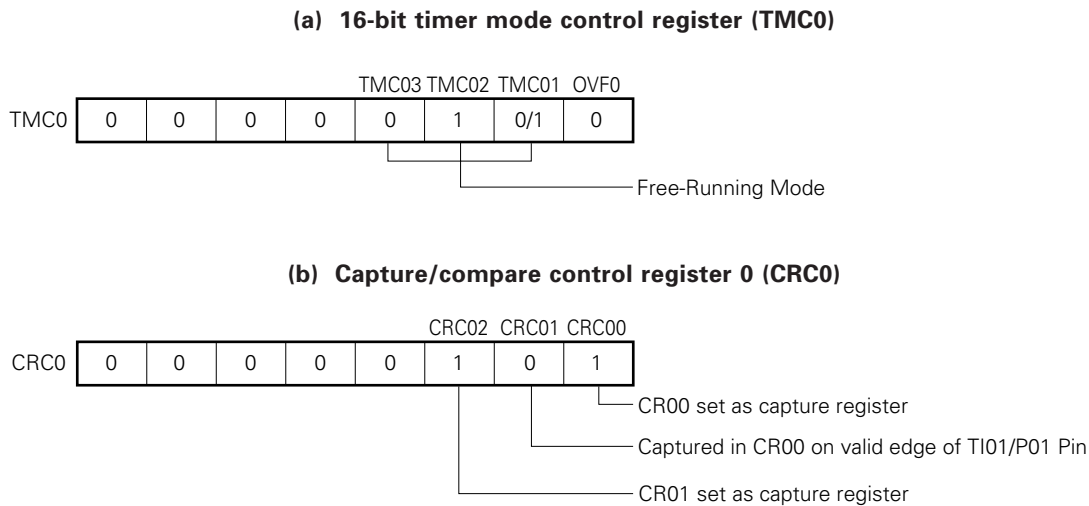 (a) 16-bit timer mode control register (TMC0)
TMC03 TMC02 TMC01 OVF0
TMC0 0 0 0 0 0 1 0/1 0
Free-Running Mode
(b) Capture/compare control register 0 (CRC0)
CRC02 CRC01 CRC00
CRC0 0 0 0 0 0 1 0 1
CR00 set as capture register
Captured in CR00 on valid edge of TI01/P01 Pin
CR01 set as capture register